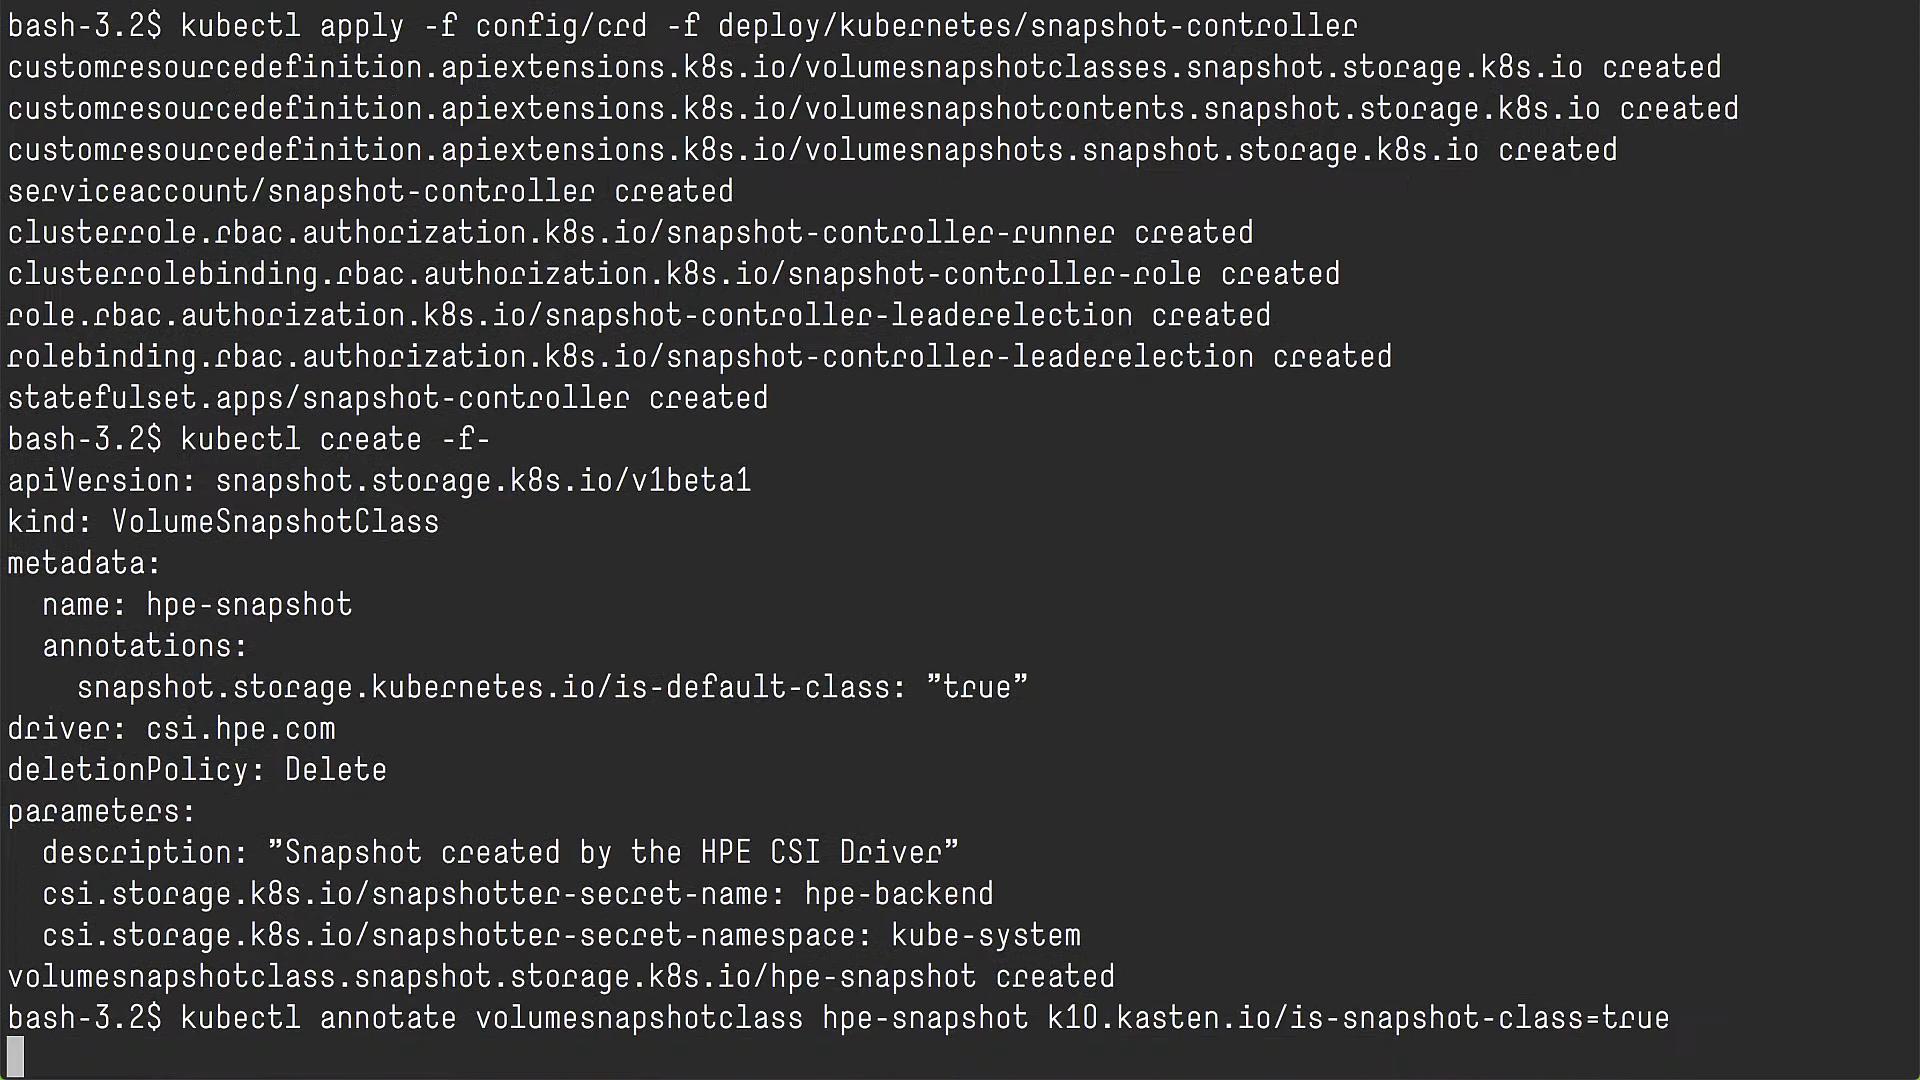 bash-3.2$ kubectl apply -f config/crd -f deploy/kubernetes/snapshot-controller
customresourcedefinition.apiextensions.k8s.io/volumesnapshotclasses.snapshot.storage.k8s.io created
customresourcedefinition.apiextensions.k8s.io/volumesnapshotcontents.snapshot.storage.k8s.io created
customresourcedefinition.apiextensions.k8s.io/volumesnapshots.snapshot.storage.k8s.io created
serviceaccount/snapshot-controller created
clusterrole.rbac.authorization.k8s.io/snapshot-controller-runner created
clusterrolebinding.rbac.authorization.k8s.io/snapshot-controller-role created
role.rbac.authorization.k8s.io/snapshot-controller-leaderelection created
rolebinding.rbac.authorization.k8s.io/snapshot-controller-leaderelection created
statefulset.apps/snapshot-controller created
bash-3.2$ kubectl create -f-
apiVersion: snapshot.storage.k8s.io/v1beta1
kind: VolumeSnapshotClass
metadata:
  name: hpe-snapshot
  annotations:
    snapshot.storage.kubernetes.io/is-default-class: "true"
driver: csi.hpe.com
deletionPolicy: Delete
parameters:
  description: "Snapshot created by the HPE CSI Driver"
  csi.storage.k8s.io/snapshotter-secret-name: hpe-backend
  csi.storage.k8s.io/snapshotter-secret-namespace: kube-system
volumesnapshotclass.snapshot.storage.k8s.io/hpe-snapshot created
bash-3.2$ kubectl annotate volumesnapshotclass hpe-snapshot k10.kasten.io/is-snapshot-class=true